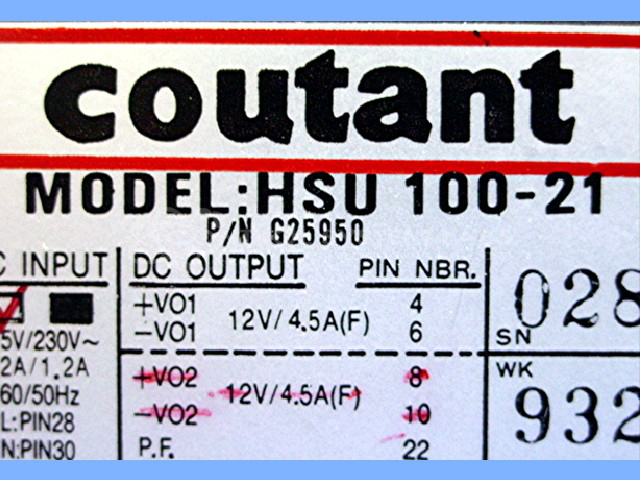 coutant
MODEL:HSU 100-21
P/N G25950
C INPUT
DC OUTPUT
PIN NBR.
+VO1
-VO1
12V/4.5A(F)
4
6
5V/230V~
2A/1.2A
60/50Hz
L:PIN28
N:PIN30
+VO2
-VO2
12V/4.5A(F)
8
10
P.F.
22
SN
028
WK
932